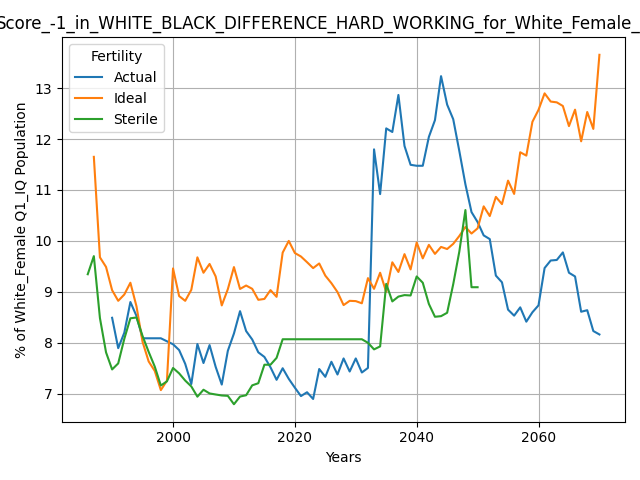 Score_-1_in_WHITE_BLACK_DIFFERENCE_HARD_WORKING_for_White_Female_
Fertility
Actual
Ideal
Sterile
% of White_Female Q1_IQ Population
13
12
11
10
9
8
7
2000
2020
2040
2060
Years